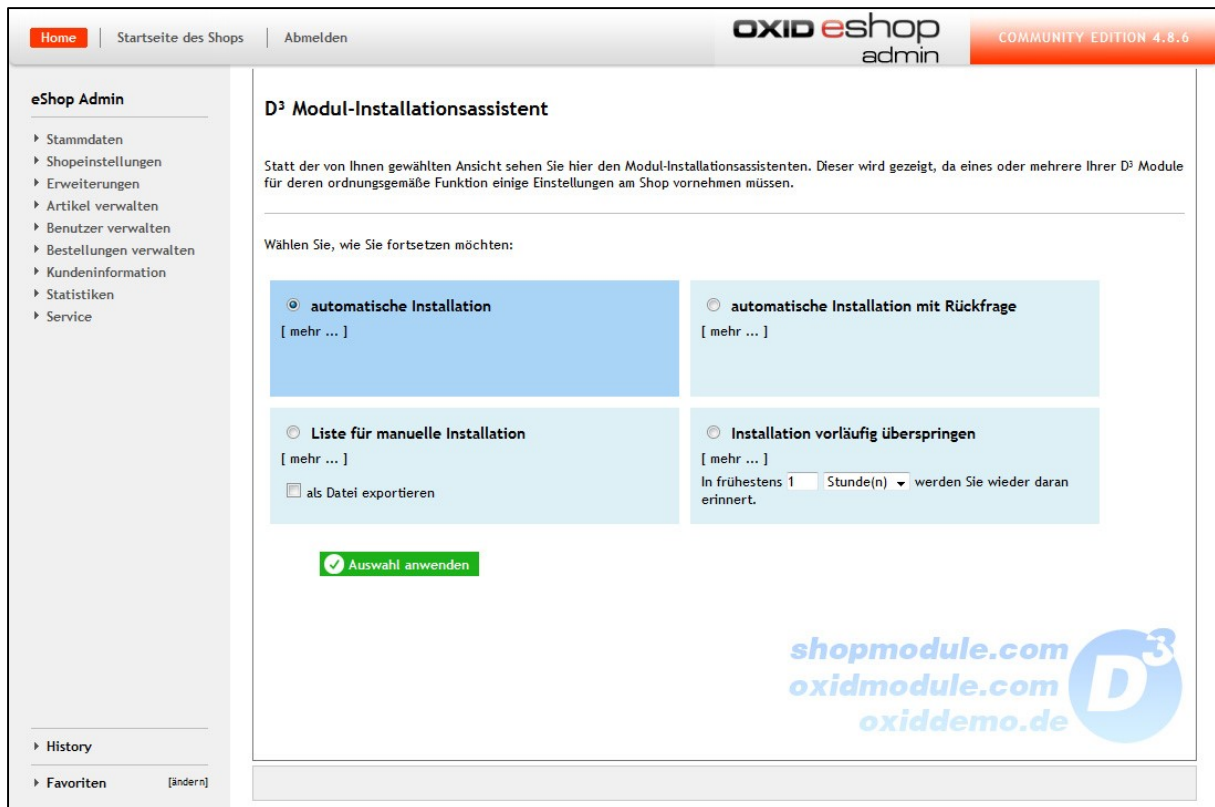 Home
Startseite des Shops
Abmelden
OXID eshop
admin
COMMUNITY EDITION 4.8.6
eShop Admin
Stammdaten
Shopeinstellungen
Erweiterungen
Artikel verwalten
Benutzer verwalten
Bestellungen verwalten
Kundeninformation
Statistiken
Service
History
Favoriten [ändern]
D³ Modul-Installationsassistent
Statt der von Ihnen gewählten Ansicht sehen Sie hier den Modul-Installationsassistenten. Dieser wird gezeigt, da eines oder mehrere Ihrer D³ Module
für deren ordnungsgemäße Funktion einige Einstellungen am Shop vornehmen müssen.
Wählen Sie, wie Sie fortsetzen möchten:
automatische Installation
[ mehr ... ]
automatische Installation mit Rückfrage
[ mehr ... ]
Liste für manuelle Installation
[ mehr ... ]
als Datei exportieren
Installation vorläufig überspringen
[ mehr ... ]
In frühestens 1 Stunde(n) werden Sie wieder daran
erinnert.
Auswahl anwenden
shopmodule.com
oxidmodule.com
oxiddemo.de
D³